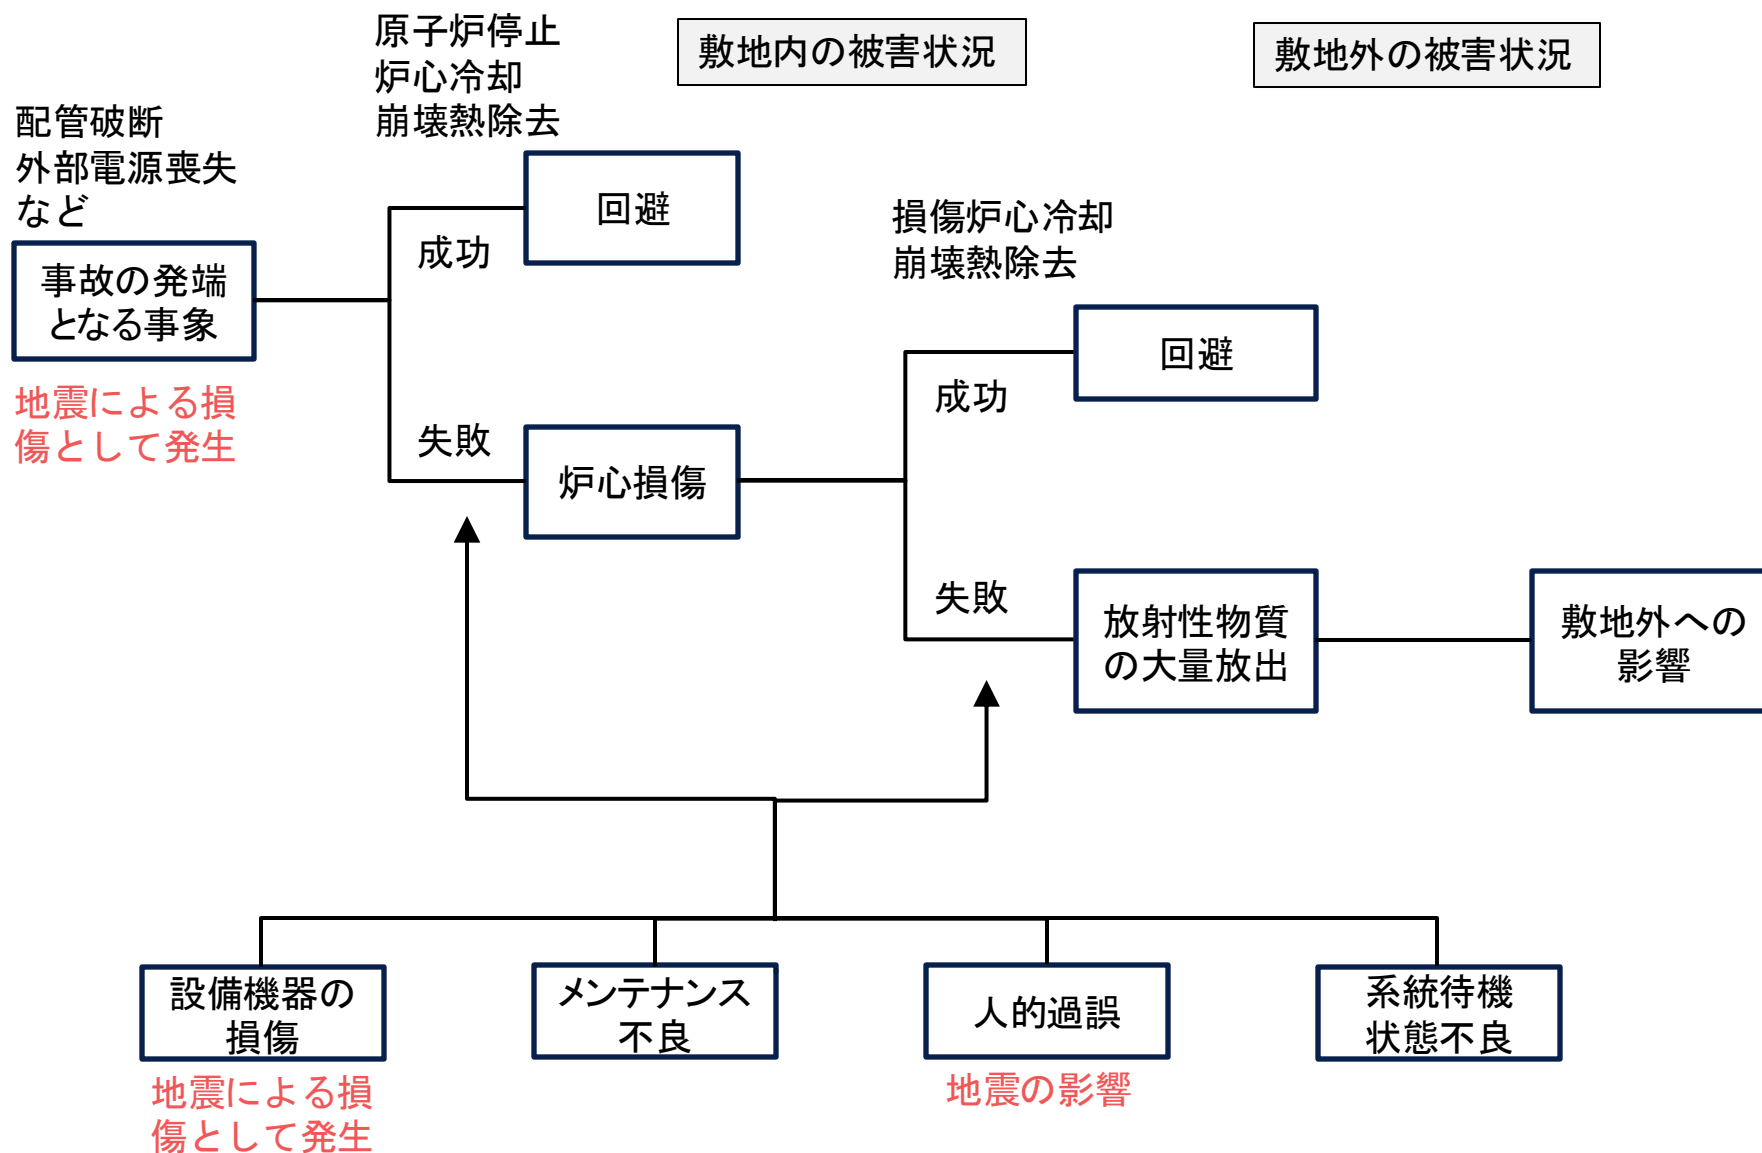 原子炉停止
炉心冷却
崩壊熱除去
敷地内の被害状況
敷地外の被害状況
配管破断
外部電源喪失
など
回避
成功
損傷炉心冷却
崩壊熱除去
事故の発端
となる事象
回避
成功
地震による損
傷として発生
失敗
炉心損傷
失敗
放射性物質
の大量放出
敷地外への
影響
設備機器の
損傷
メンテナンス
不良
人的過誤
系統待機
状態不良
地震による損
傷として発生
地震の影響